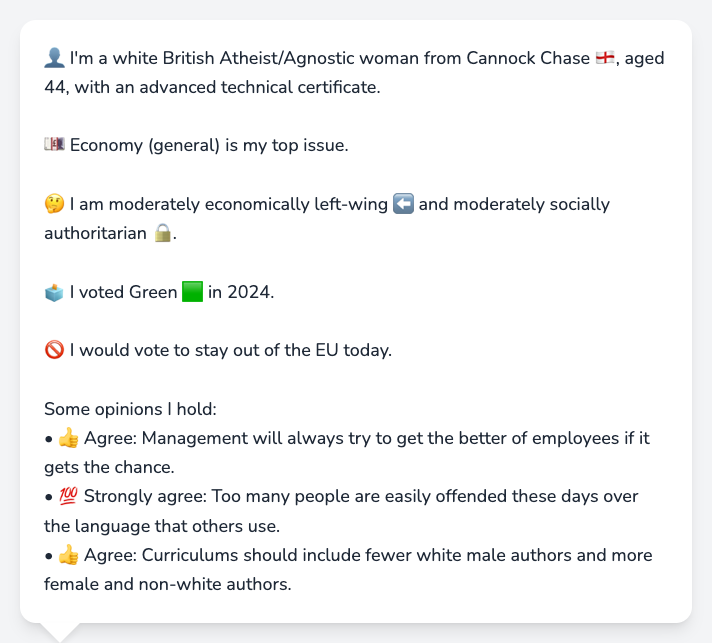 👤 I'm a white British Atheist/Agnostic woman from Cannock Chase 🏴󠁧󠁢󠁥󠁮󠁧󠁿, aged
44, with an advanced technical certificate.
💷 Economy (general) is my top issue.
🤔 I am moderately economically left-wing ⬅️ and moderately socially
authoritarian 🔒.
🗳️ I voted Green 🟩 in 2024.
🚫 I would vote to stay out of the EU today.
Some opinions I hold:
• 👍 Agree: Management will always try to get the better of employees if it
gets the chance.
• 💯 Strongly agree: Too many people are easily offended these days over
the language that others use.
• 👍 Agree: Curriculums should include fewer white male authors and more
female and non-white authors.